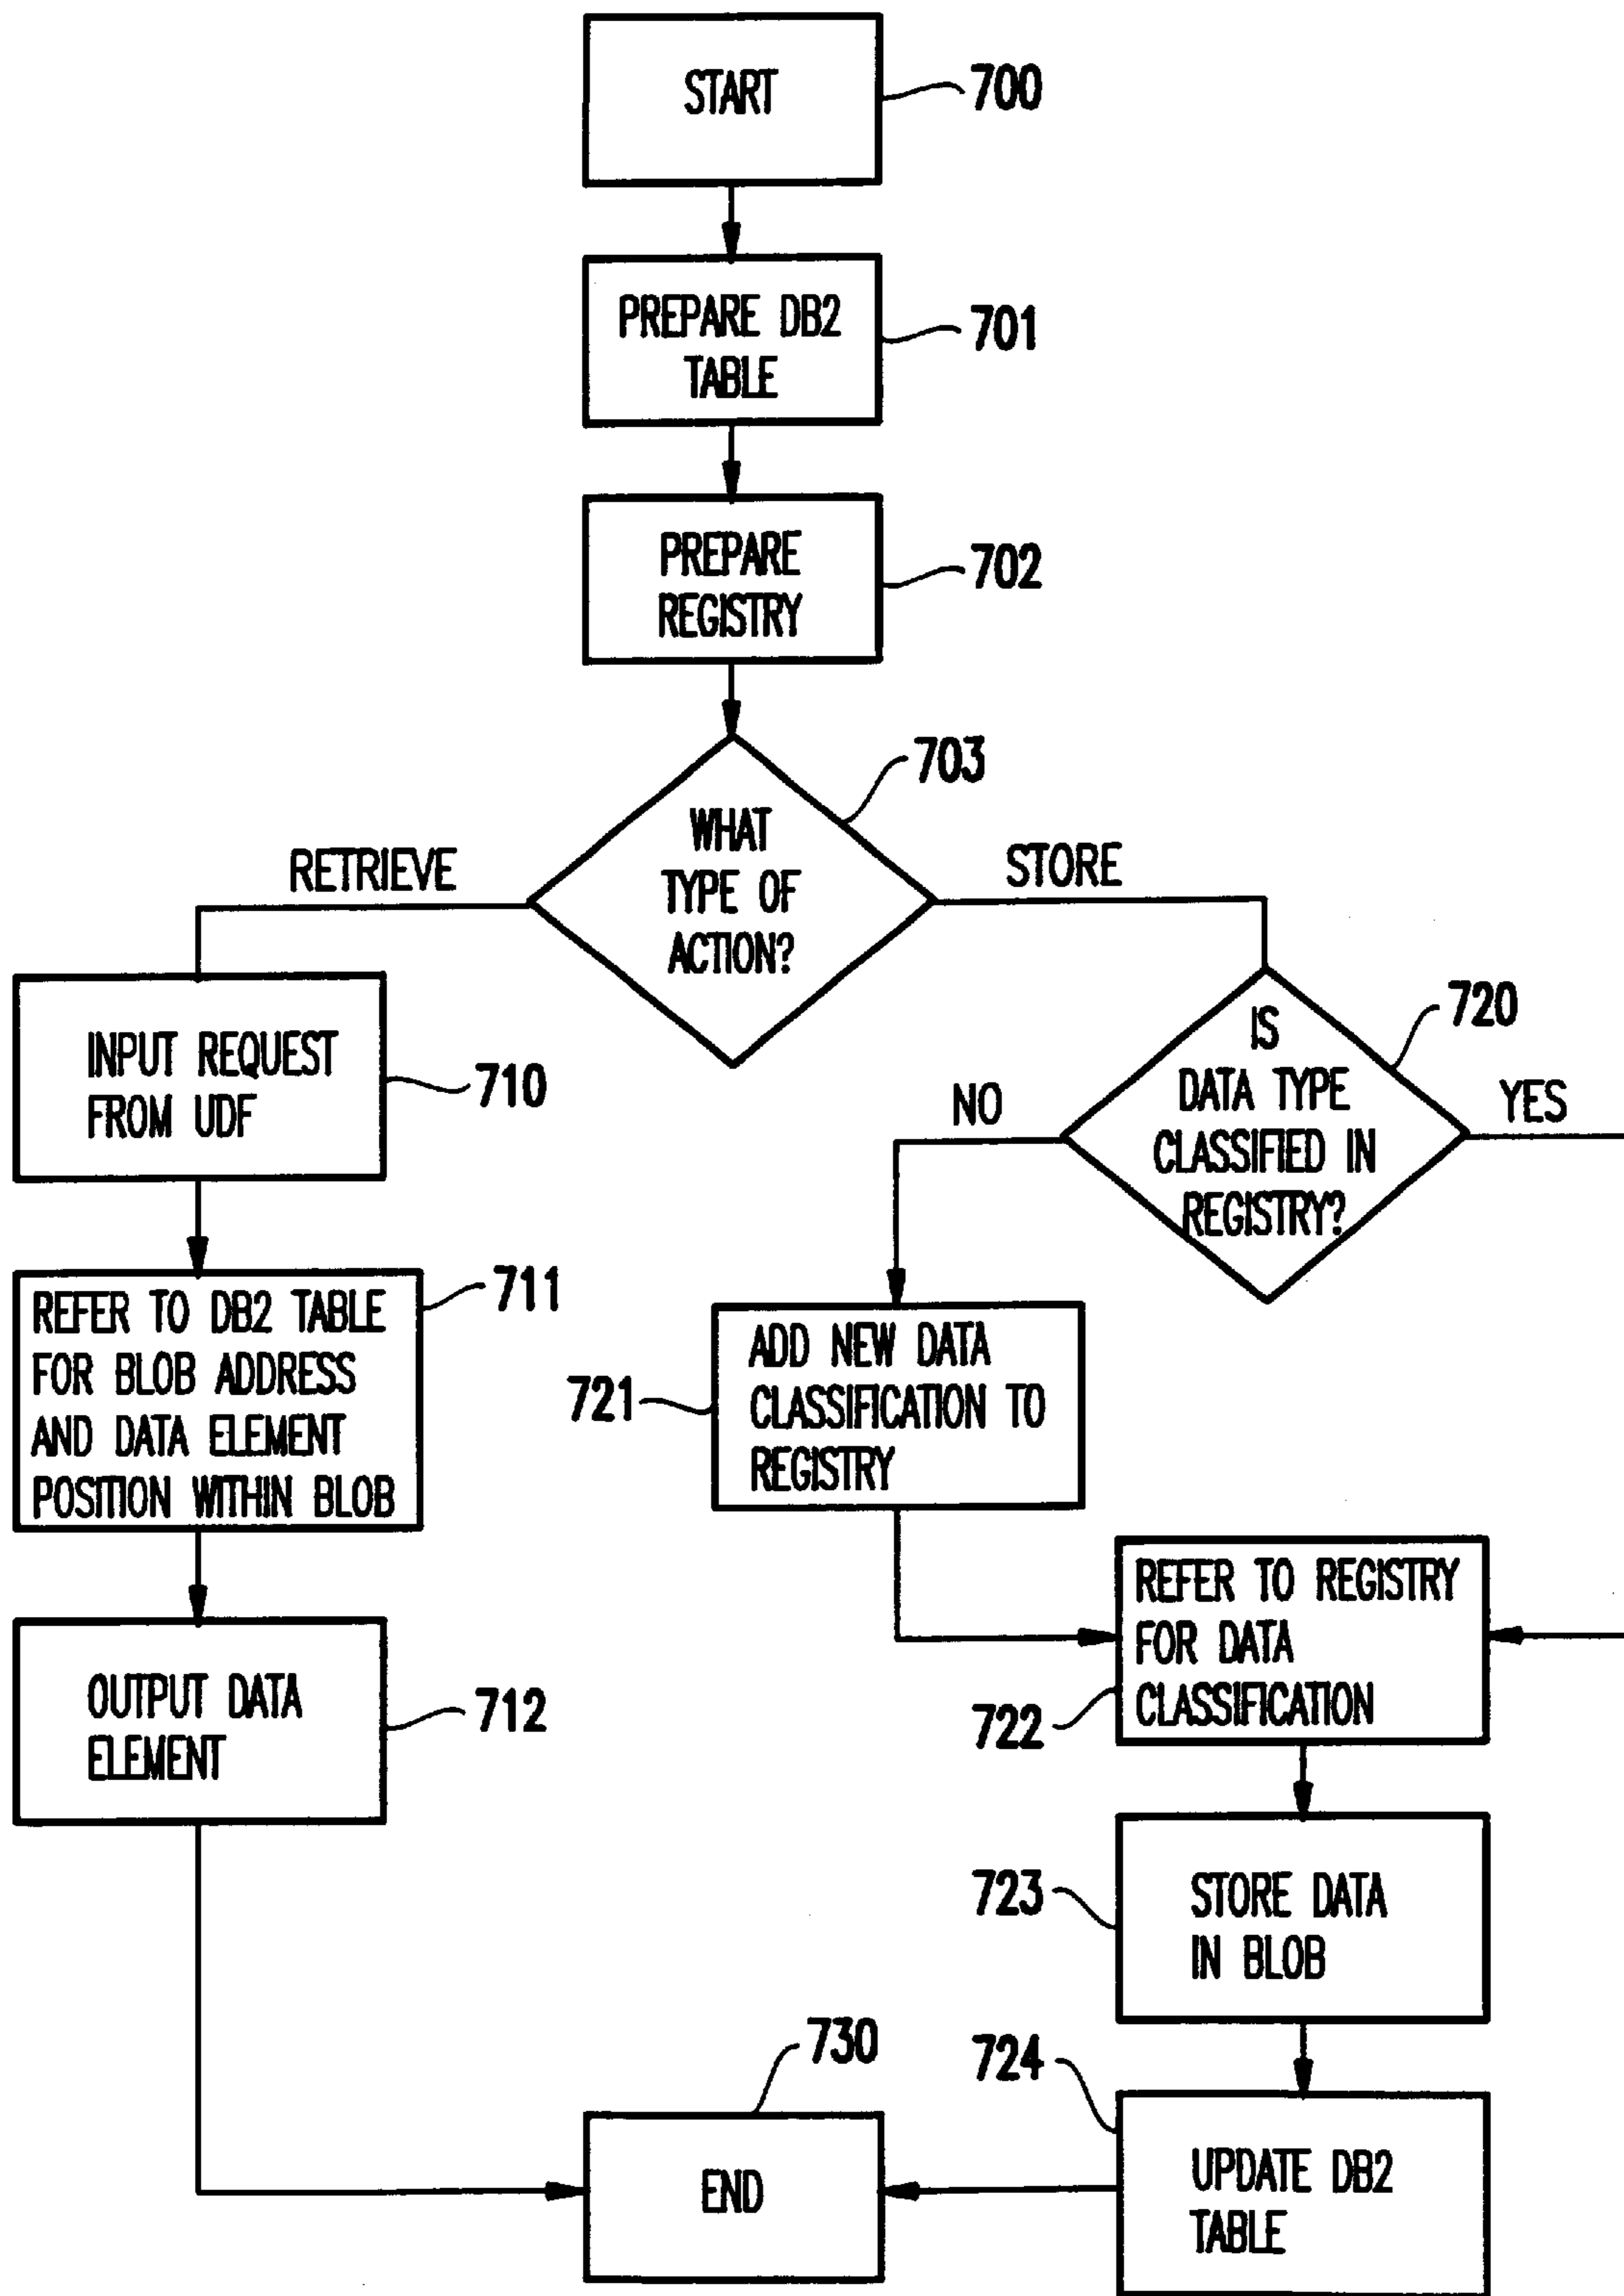 START
700
PREPARE DB2
TABLE
701
PREPARE
REGISTRY
702
WHAT
TYPE OF
ACTION?
703
RETRIEVE
STORE
INPUT REQUEST
FROM UDF
710
REFER TO DB2 TABLE
FOR BLOB ADDRESS
AND DATA ELEMENT
POSITION WITHIN BLOB
711
OUTPUT DATA
ELEMENT
712
IS
DATA TYPE
CLASSIFIED IN
REGISTRY?
720
NO
YES
ADD NEW DATA
CLASSIFICATION TO
REGISTRY
721
REFER TO REGISTRY
FOR DATA
CLASSIFICATION
722
STORE DATA
IN BLOB
723
UPDATE DB2
TABLE
724
END
730